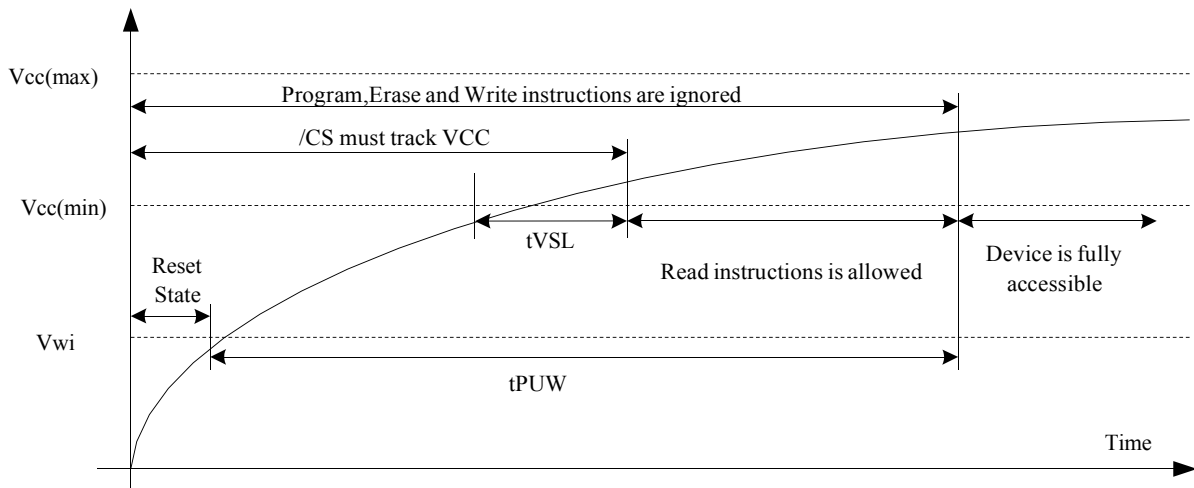 Vcc(max)
Program,Erase and Write instructions are ignored
/CS must track VCC
Vcc(min)
tVSL
Reset
State
Read instructions is allowed
Device is fully
accessible
Vwi
tPUW
Time